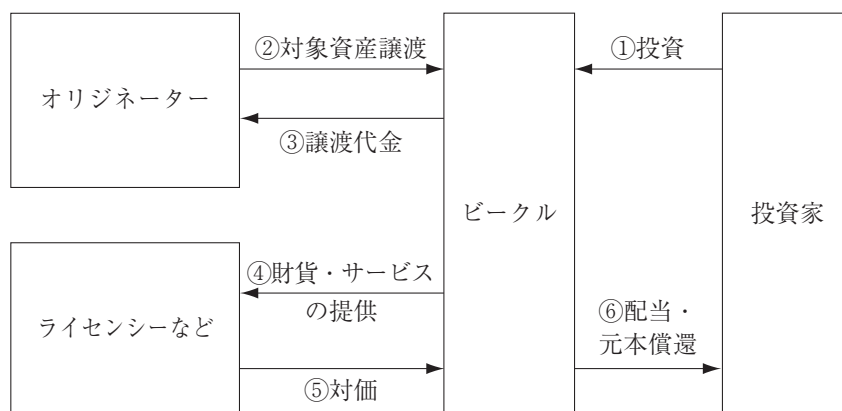 ②対象資産譲渡
①投資
オリジネーター
③譲渡代金
ビークル
投資家
④財貨・サービス
の提供
ライセンシーなど
⑥配当・
元本償還
⑤対価